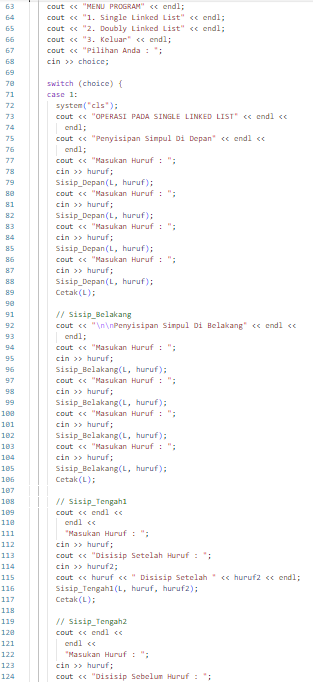 63 cout << "MENU PROGRAM" << endl;
64 cout << "1. Single Linked List" << endl;
65 cout << "2. Doubly Linked List" << endl;
66 cout << "3. Keluar" << endl;
67 cout << "Pilihan Anda : ";
68 cin >> choice;
69
70 switch (choice) {
71 case 1:
72 system("cls");
73 cout << "OPERASI PADA SINGLE LINKED LIST" << endl <<
74 endl;
75 cout << "Penyisipan Simpul Di Depan" << endl <<
76 endl;
77 cout << "Masukan Huruf : ";
78 cin >> huruf;
79 Sisip_Depan(L, huruf);
80 cout << "Masukan Huruf : ";
81 cin >> huruf;
82 Sisip_Depan(L, huruf);
83 cout << "Masukan Huruf : ";
84 cin >> huruf;
85 Sisip_Depan(L, huruf);
86 cout << "Masukan Huruf : ";
87 cin >> huruf;
88 Sisip_Depan(L, huruf);
89 Cetak(L);
90
91 // Sisip_Belakang
92 cout << "\n\nPenyisipan Simpul Di Belakang" << endl <<
93 endl;
94 cout << "Masukan Huruf : ";
95 cin >> huruf;
96 Sisip_Belakang(L, huruf);
97 cout << "Masukan Huruf : ";
98 cin >> huruf;
99 Sisip_Belakang(L, huruf);
100 cout << "Masukan Huruf : ";
101 cin >> huruf;
102 Sisip_Belakang(L, huruf);
103 cout << "Masukan Huruf : ";
104 cin >> huruf;
105 Sisip_Belakang(L, huruf);
106 Cetak(L);
107
108 // Sisip_Tengah1
109 cout << endl <<
110 endl <<
111 "Masukan Huruf : ";
112 cin >> huruf;
113 cout << "Disisip Setelah Huruf : ";
114 cin >> huruf2;
115 cout << huruf << " Disisip Setelah " << huruf2 << endl;
116 Sisip_Tengah1(L, huruf, huruf2);
117 Cetak(L);
118
119 // Sisip_Tengah2
120 cout << endl <<
121 endl <<
122 "Masukan Huruf : ";
123 cin >> huruf;
124 cout << "Disisip Sebelum Huruf : ";